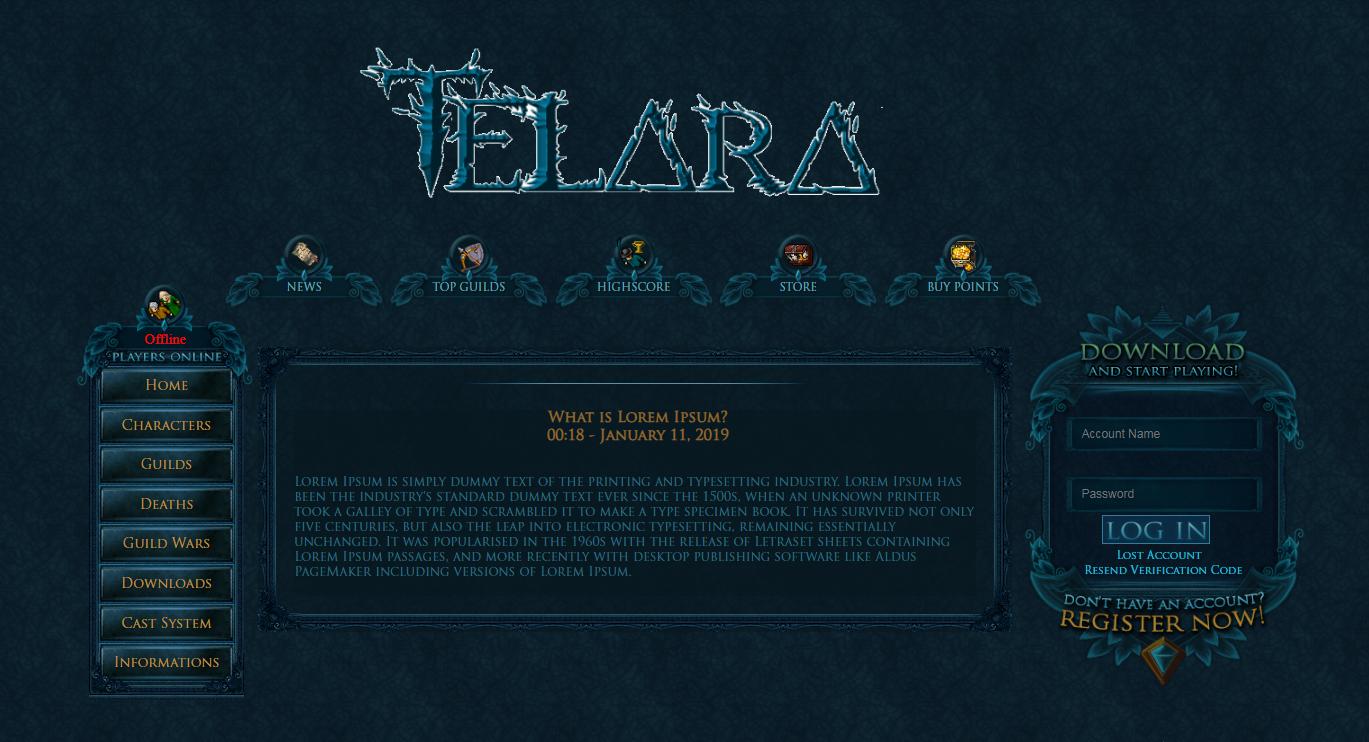 TELARA
NEWS
TOP GUILDS
HIGHSCORE
STORE
BUY POINTS
Offline
PLAYERS ONLINE
Home
Characters
Guilds
Deaths
Guild Wars
Downloads
Cast System
Informations
What is Lorem Ipsum?
00:18 - January 11, 2019
Lorem Ipsum is simply dummy text of the printing and typesetting industry. Lorem Ipsum has
been the industry's standard dummy text ever since the 1500s, when an unknown printer
took a galley of type and scrambled it to make a type specimen book. It has survived not only
five centuries, but also the leap into electronic typesetting, remaining essentially
unchanged. It was popularised in the 1960s with the release of Letraset sheets containing
Lorem Ipsum passages, and more recently with desktop publishing software like Aldus
PageMaker including versions of Lorem Ipsum.
DOWNLOAD
AND START PLAYING!
Account Name
Password
LOG IN
Lost Account
Resend Verification Code
DON'T HAVE AN ACCOUNT?
REGISTER NOW!